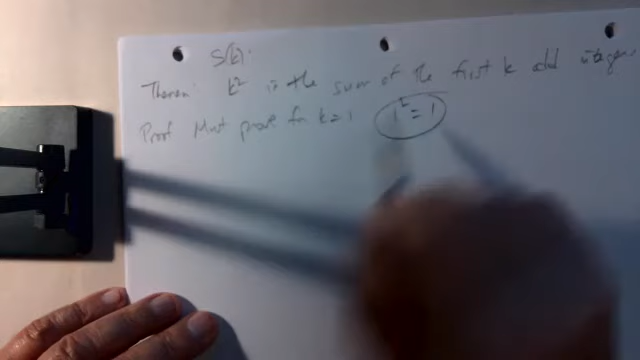 S(k):
Theorem: k² is the sum of the first k odd integers
Proof Must prove for k=1 1² = 1